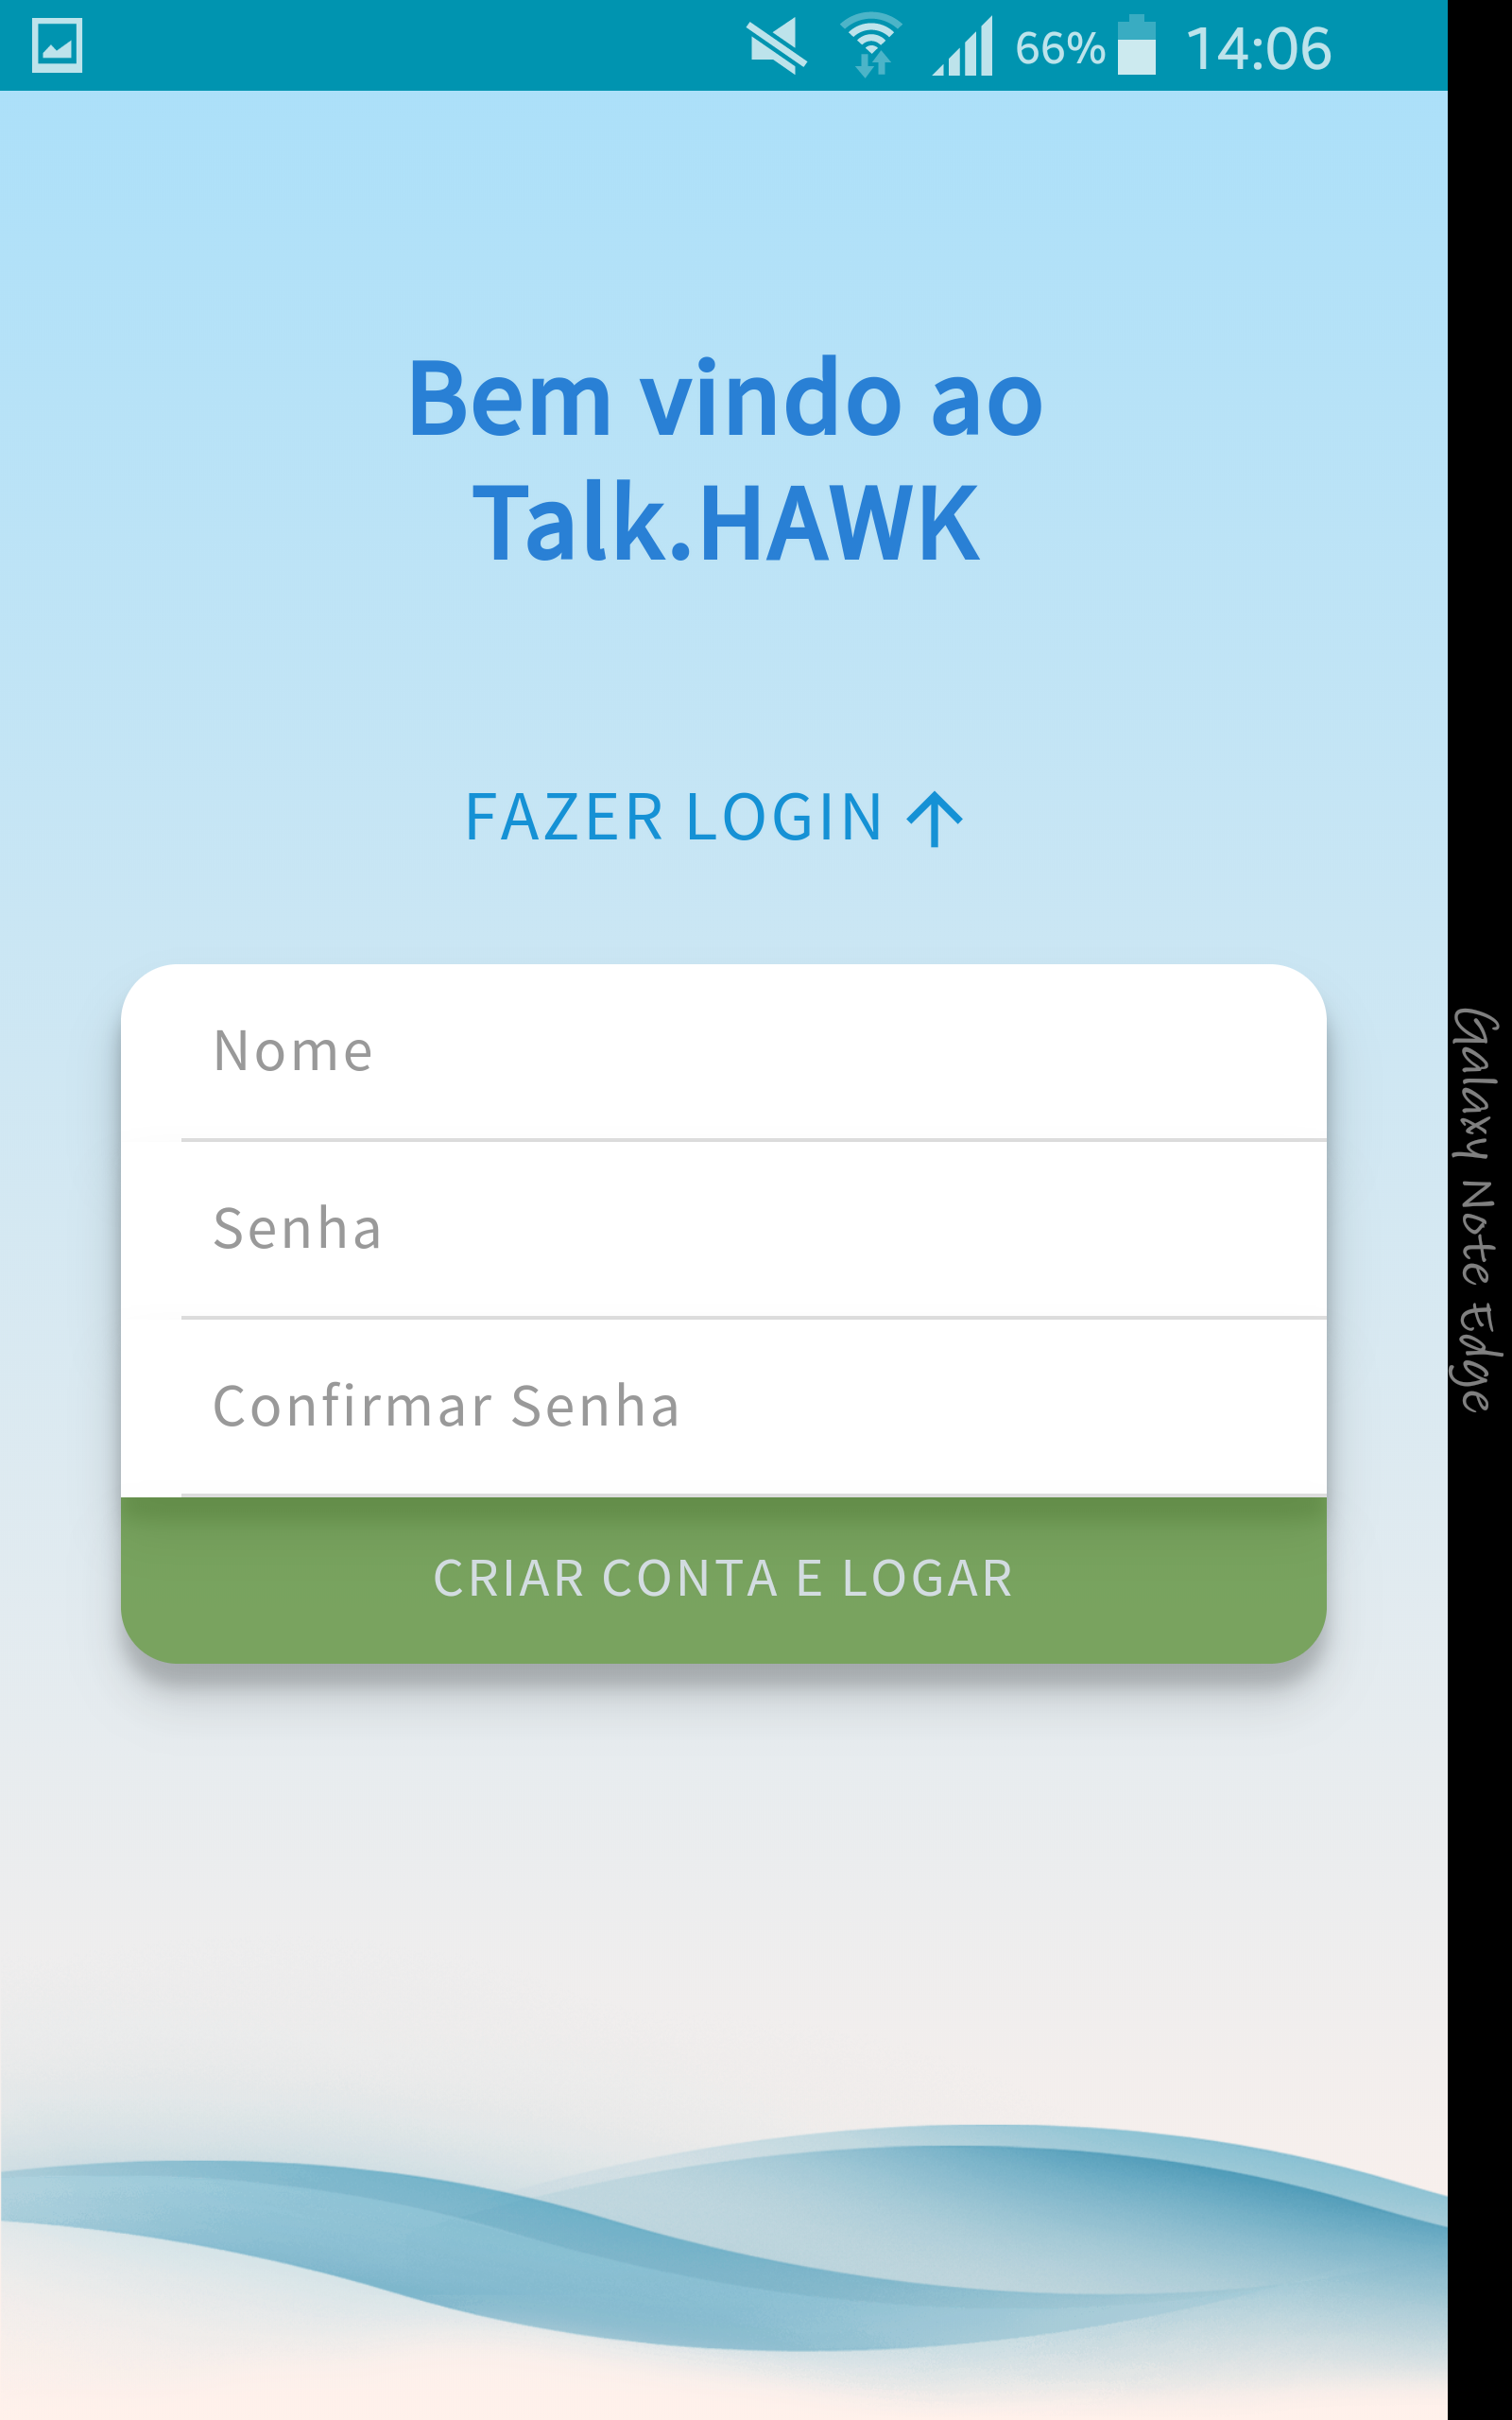 66% 14:06
Bem vindo ao
Talk.HAWK
FAZER LOGIN
Nome
Senha
Confirmar Senha
CRIAR CONTA E LOGAR
Galaxy Note Edge